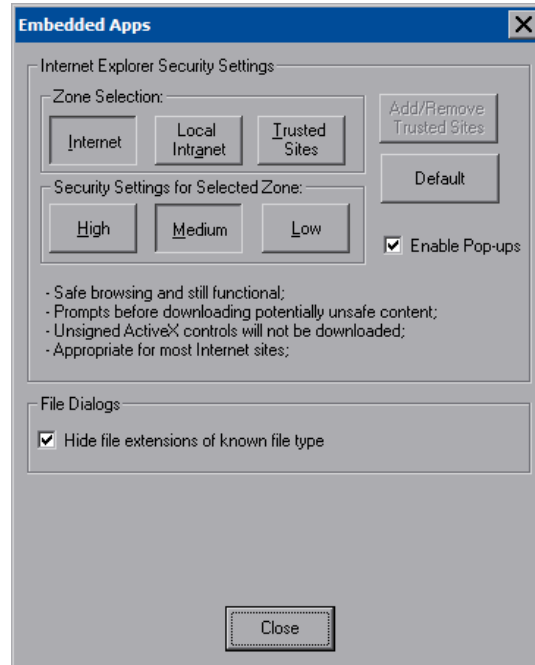 Embedded Apps
Internet Explorer Security Settings
Zone Selection:
Internet
Local
Intranet
Trusted
Sites
Add/Remove
Trusted Sites
Default
Security Settings for Selected Zone:
High
Medium
Low
Enable Pop-ups
- Safe browsing and still functional;
- Prompts before downloading potentially unsafe content;
- Unsigned ActiveX controls will not be downloaded;
- Appropriate for most Internet sites;
File Dialogs
Hide file extensions of known file type
Close